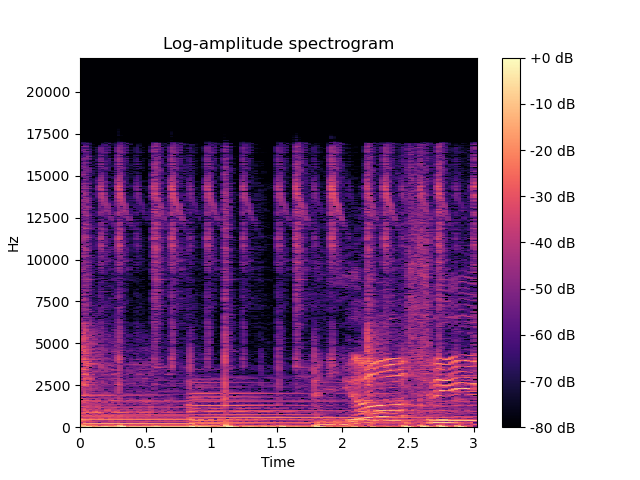 Log-amplitude spectrogram
+0 dB
20000
-10 dB
17500
-20 dB
15000
-30 dB
12500
Hz
-40 dB
10000
-50 dB
7500
-60 dB
5000
2500
-70 dB
0
-80 dB
0 0.5 1 1.5 2 2.5 3
Time